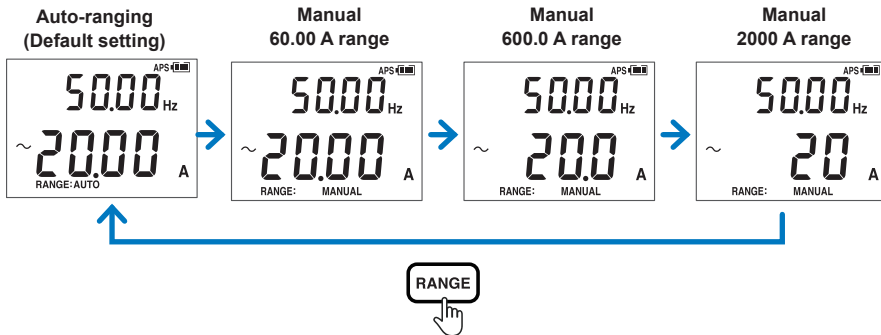 Auto-ranging
(Default setting)
Manual
60.00 A range
Manual
600.0 A range
Manual
2000 A range
APS
50.00 Hz
~ 20.00 A
RANGE:AUTO
APS
50.00 Hz
~ 20.00 A
RANGE: MANUAL
APS
50.00 Hz
~ 20.0 A
RANGE: MANUAL
APS
50.00 Hz
~ 20 A
RANGE: MANUAL
RANGE